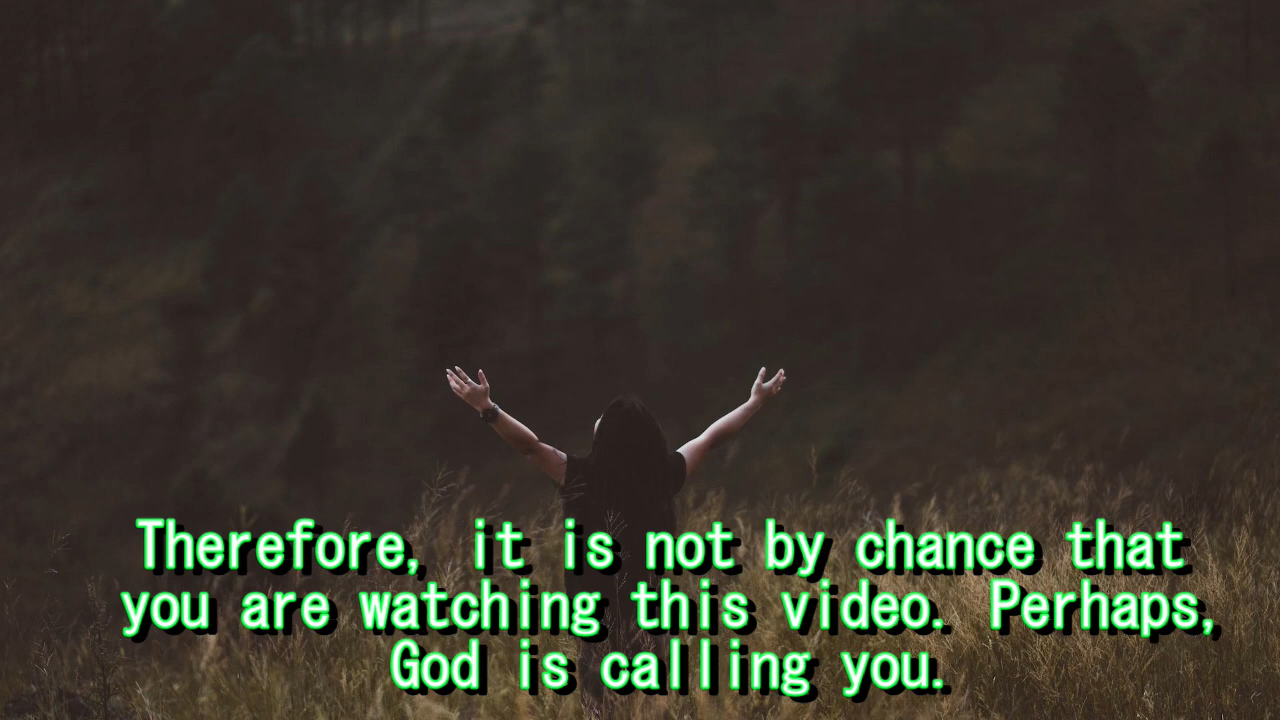 Therefore, it is not by chance that
you are watching this video. Perhaps,
God is calling you.